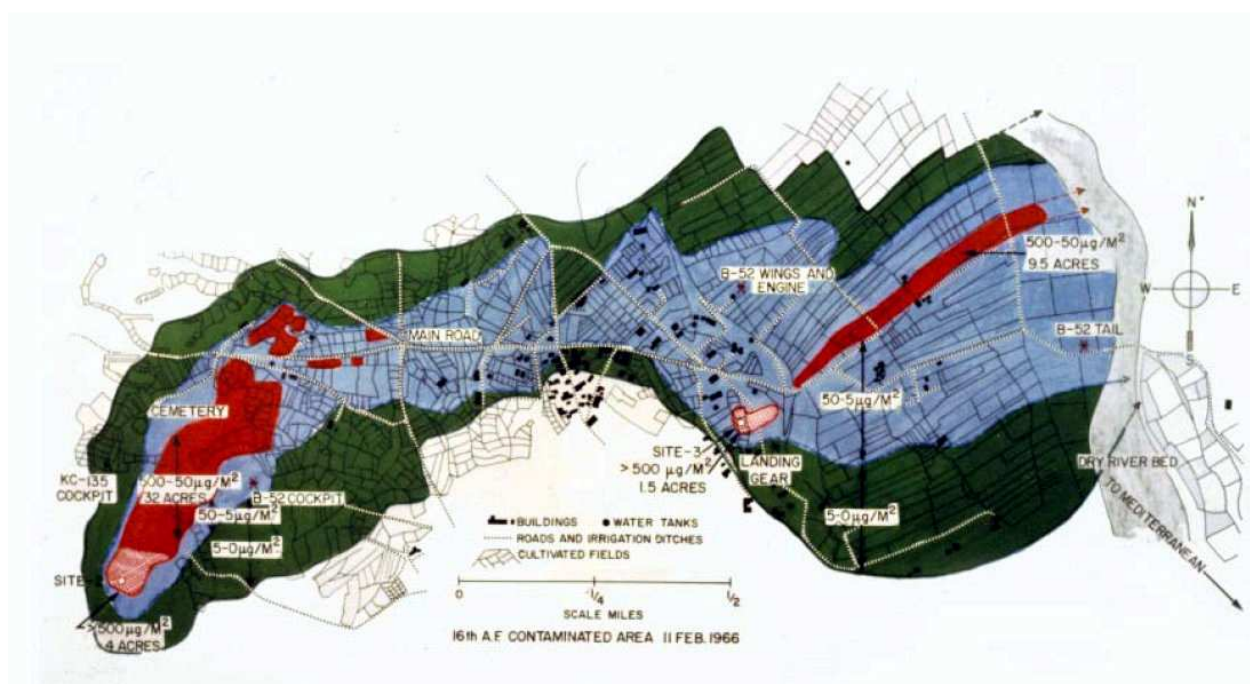 N
W
E
S
500-50µg/M²
9.5 ACRES
B-52 WINGS AND
ENGINE
B-52 TAIL
MAIN ROAD
50-5µg/M²
CEMETERY
SITE-3
> 500 µg/M²
1.5 ACRES
LANDING
GEAR
DRY RIVER BED
TO MEDITERRANEAN
KC-135
COCKPIT
500-50µg/M²
32 ACRES
B-52 COCKPIT
50-5µg/M²
5-0µg/M²
5-0µg/M²
BUILDINGS
WATER TANKS
ROADS AND IRRIGATION DITCHES
CULTIVATED FIELDS
SITE-
>500µg/M²
4 ACRES
0
1/4
1/2
SCALE MILES
16th A.F. CONTAMINATED AREA 11 FEB. 1966